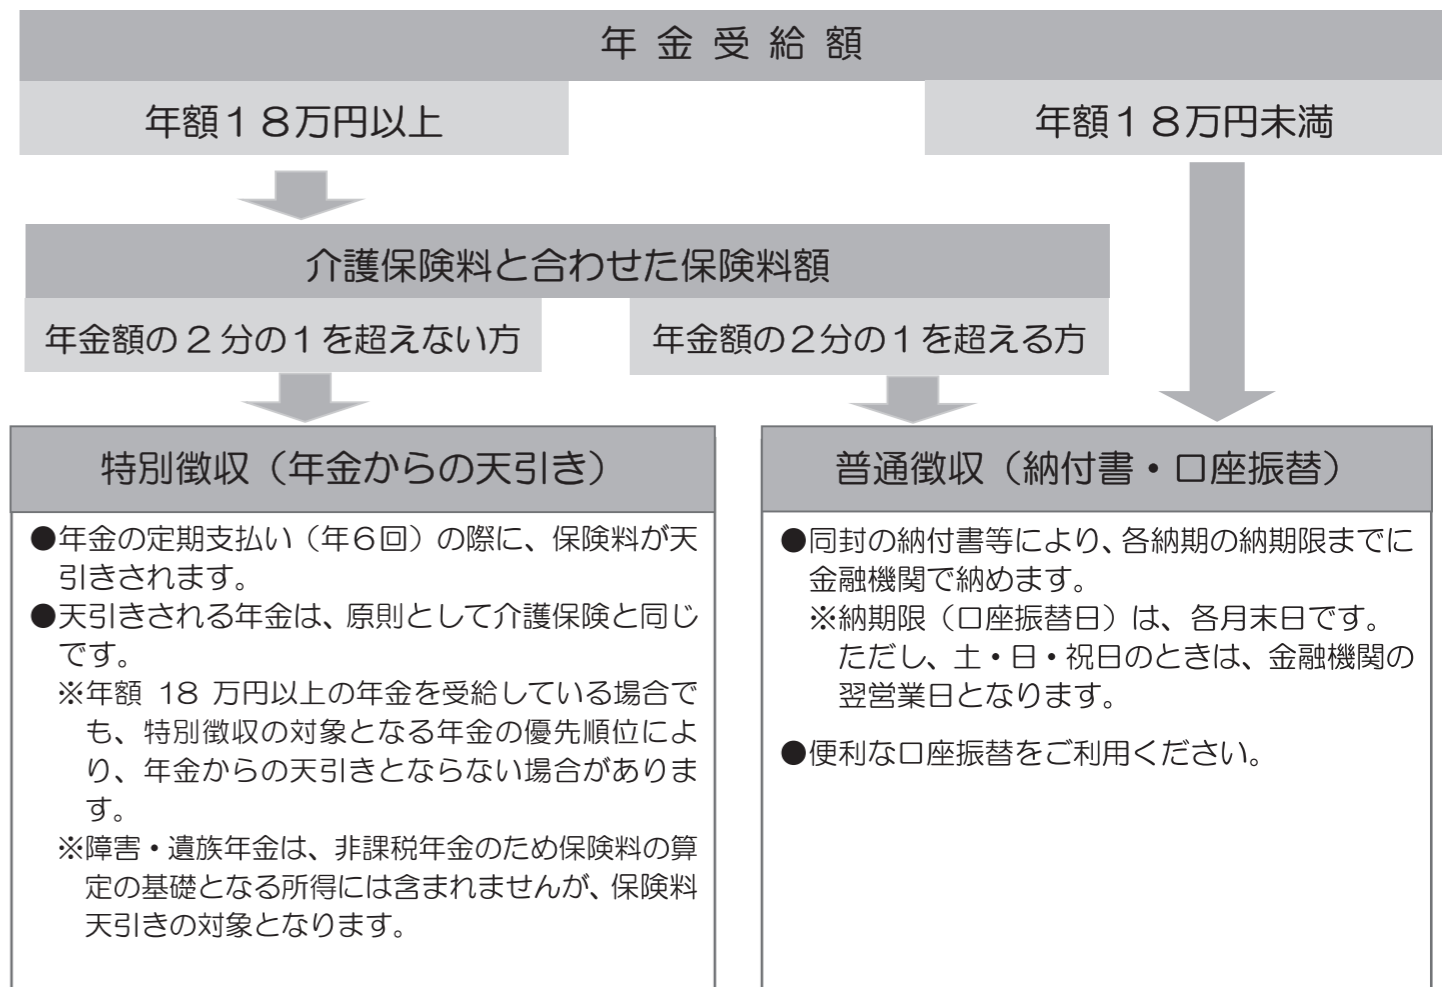 年金受給額
年額１８万円以上
年額１８万円未満
介護保険料と合わせた保険料額
年金額の２分の１を超えない方
年金額の２分の１を超える方
特別徴収（年金からの天引き）
●年金の定期支払い（年６回）の際に、保険料が天
引きされます。
●天引きされる年金は、原則として介護保険と同じ
です。
※年額 18 万円以上の年金を受給している場合で
も、特別徴収の対象となる年金の優先順位によ
り、年金からの天引きとならない場合がありま
す。
※障害・遺族年金は、非課税年金のため保険料の算
定の基礎となる所得には含まれませんが、保険料
天引きの対象となります。
普通徴収（納付書・口座振替）
●同封の納付書等により、各納期の納期限までに
金融機関で納めます。
※納期限（口座振替日）は、各月末日です。
ただし、土・日・祝日のときは、金融機関の
翌営業日となります。
●便利な口座振替をご利用ください。